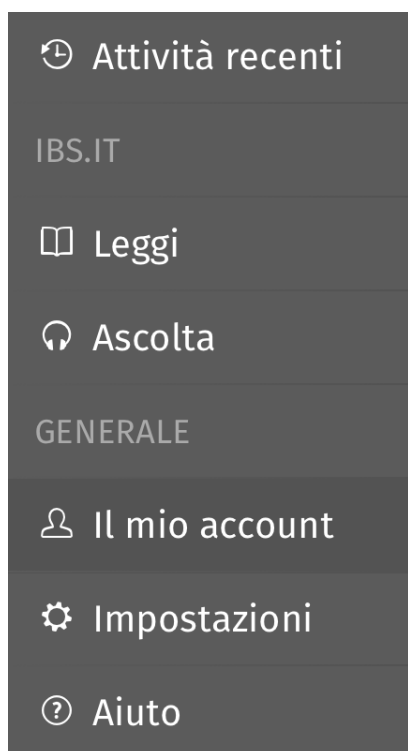 Attività recenti
IBS.IT
Leggi
Ascolta
GENERALE
Il mio account
Impostazioni
Aiuto